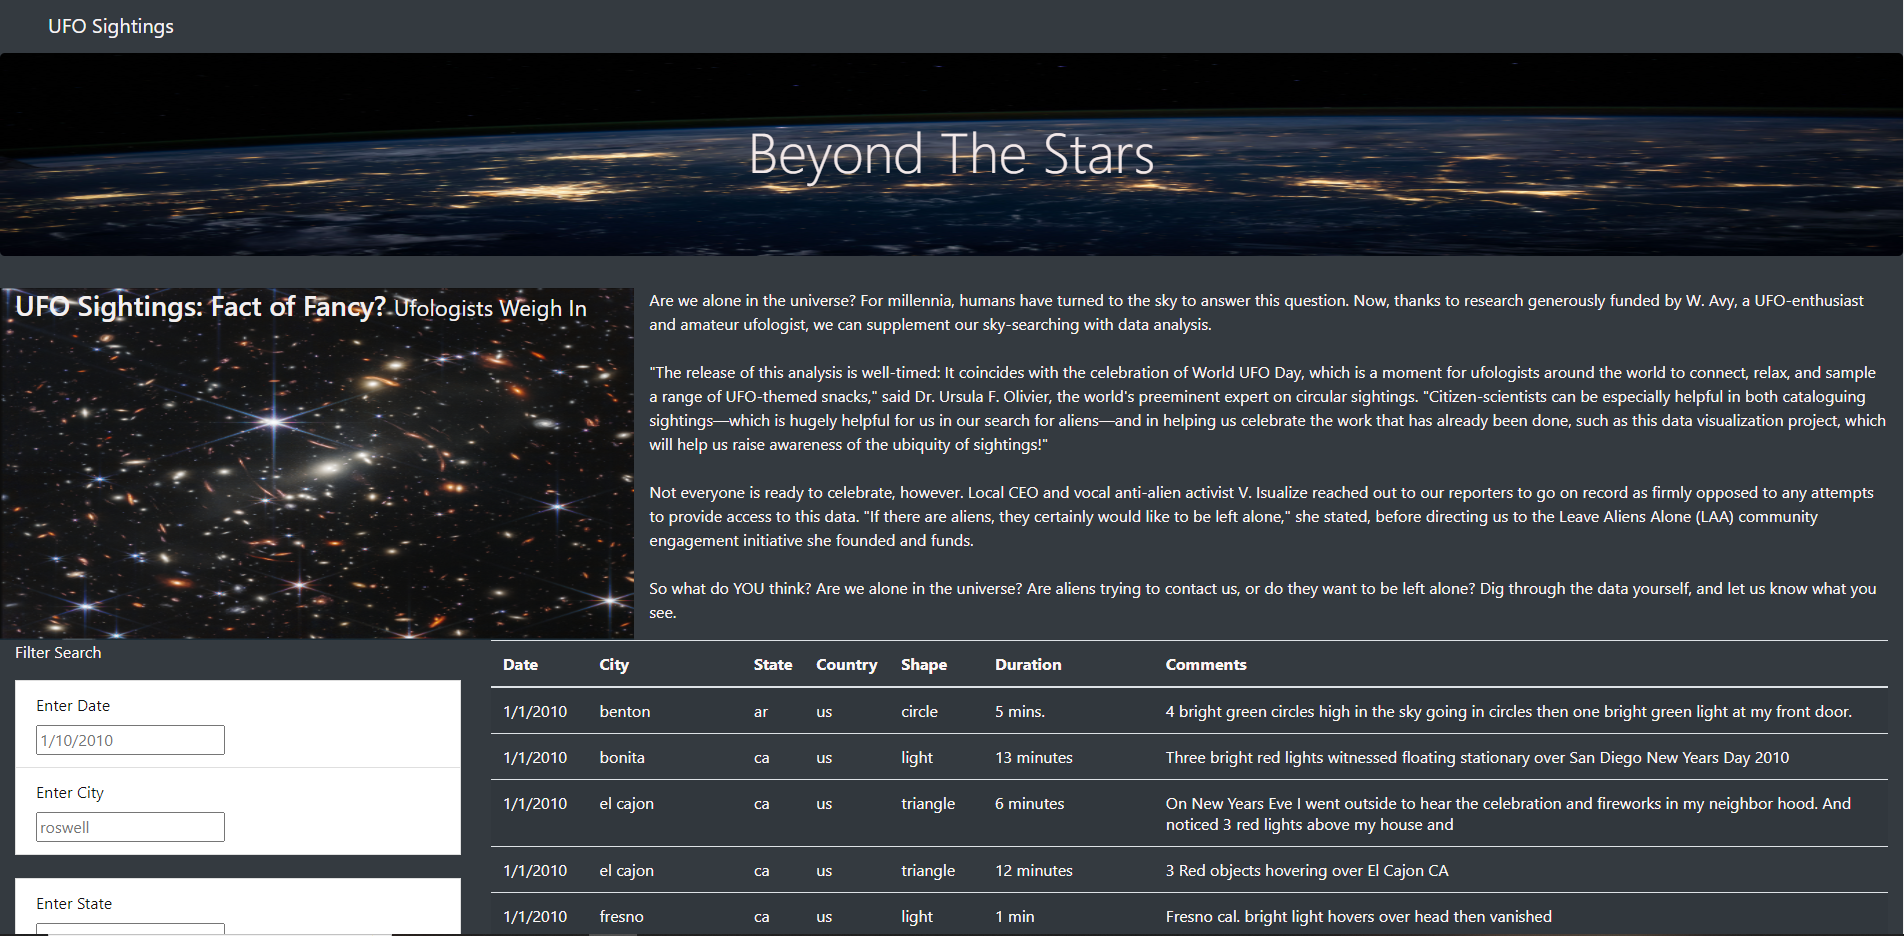 UFO Sightings
Beyond The Stars
UFO Sightings: Fact of Fancy? Ufologists Weigh In
Are we alone in the universe? For millennia, humans have turned to the sky to answer this question. Now, thanks to research generously funded by W. Avy, a UFO-enthusiast
and amateur ufologist, we can supplement our sky-searching with data analysis.
"The release of this analysis is well-timed: It coincides with the celebration of World UFO Day, which is a moment for ufologists around the world to connect, relax, and sample
a range of UFO-themed snacks," said Dr. Ursula F. Olivier, the world's preeminent expert on circular sightings. "Citizen-scientists can be especially helpful in both cataloguing
sightings—which is hugely helpful for us in our search for aliens—and in helping us celebrate the work that has already been done, such as this data visualization project, which
will help us raise awareness of the ubiquity of sightings!"
Not everyone is ready to celebrate, however. Local CEO and vocal anti-alien activist V. Isualize reached out to our reporters to go on record as firmly opposed to any attempts
to provide access to this data. "If there are aliens, they certainly would like to be left alone," she stated, before directing us to the Leave Aliens Alone (LAA) community
engagement initiative she founded and funds.
So what do YOU think? Are we alone in the universe? Are aliens trying to contact us, or do they want to be left alone? Dig through the data yourself, and let us know what you
see.
Filter Search
Enter Date
1/10/2010
Enter City
roswell
Enter State
Date City State Country Shape Duration Comments
1/1/2010 benton ar us circle 5 mins. 4 bright green circles high in the sky going in circles then one bright green light at my front door.
1/1/2010 bonita ca us light 13 minutes Three bright red lights witnessed floating stationary over San Diego New Years Day 2010
1/1/2010 el cajon ca us triangle 6 minutes On New Years Eve I went outside to hear the celebration and fireworks in my neighbor hood. And
noticed 3 red lights above my house and
1/1/2010 el cajon ca us triangle 12 minutes 3 Red objects hovering over El Cajon CA
1/1/2010 fresno ca us light 1 min Fresno cal. bright light hovers over head then vanished